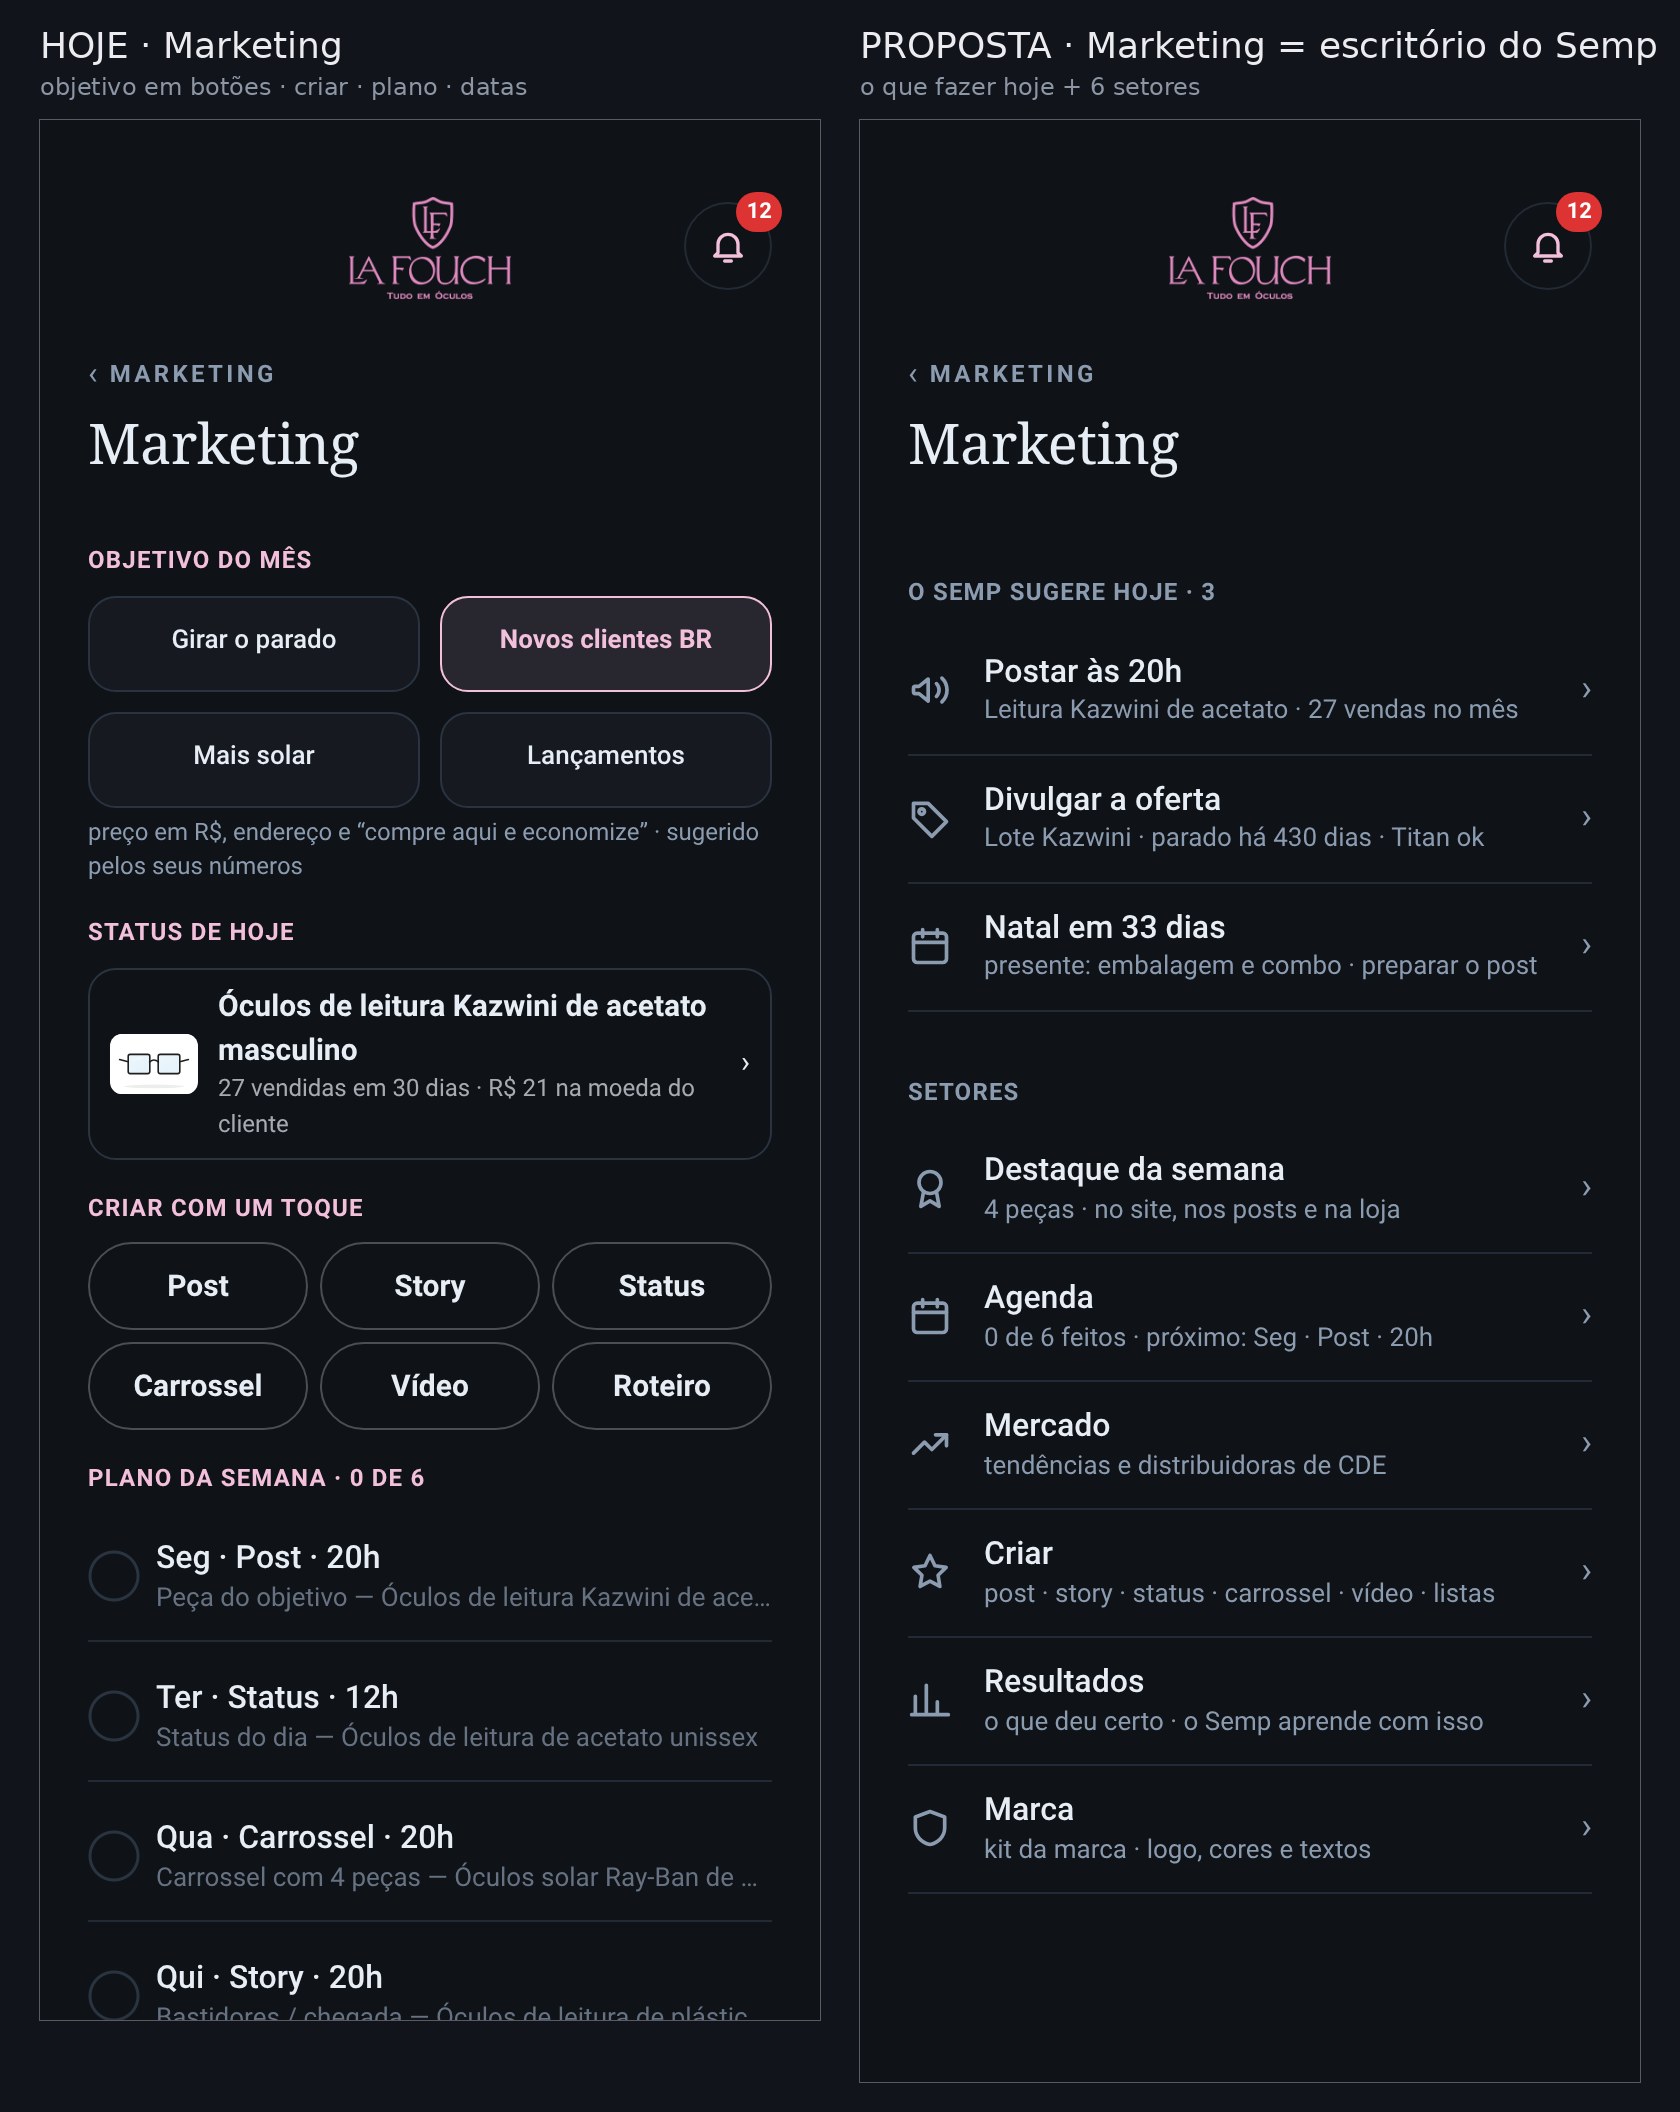 HOJE · Marketing
objetivo em botões · criar · plano · datas
12
LF
LA FOUCH
TUDO EM ÓCULOS
‹ MARKETING
Marketing
OBJETIVO DO MÊS
Girar o parado
Novos clientes BR
Mais solar
Lançamentos
preço em R$, endereço e “compre aqui e economize” · sugerido
pelos seus números
STATUS DE HOJE
Óculos de leitura Kazwini de acetato
masculino
27 vendidas em 30 dias · R$ 21 na moeda do
cliente
›
CRIAR COM UM TOQUE
Post
Story
Status
Carrossel
Vídeo
Roteiro
PLANO DA SEMANA · 0 DE 6
Seg · Post · 20h
Peça do objetivo — Óculos de leitura Kazwini de ace...
Ter · Status · 12h
Status do dia — Óculos de leitura de acetato unissex
Qua · Carrossel · 20h
Carrossel com 4 peças — Óculos solar Ray-Ban de ...
Qui · Story · 20h
Bastidores / chegada — Óculos de leitura de plástic
PROPOSTA · Marketing = escritório do Semp
o que fazer hoje + 6 setores
12
LF
LA FOUCH
TUDO EM ÓCULOS
‹ MARKETING
Marketing
O SEMP SUGERE HOJE · 3
Postar às 20h
Leitura Kazwini de acetato · 27 vendas no mês
›
Divulgar a oferta
Lote Kazwini · parado há 430 dias · Titan ok
›
Natal em 33 dias
presente: embalagem e combo · preparar o post
›
SETORES
Destaque da semana
4 peças · no site, nos posts e na loja
›
Agenda
0 de 6 feitos · próximo: Seg · Post · 20h
›
Mercado
tendências e distribuidoras de CDE
›
Criar
post · story · status · carrossel · vídeo · listas
›
Resultados
o que deu certo · o Semp aprende com isso
›
Marca
kit da marca · logo, cores e textos
›